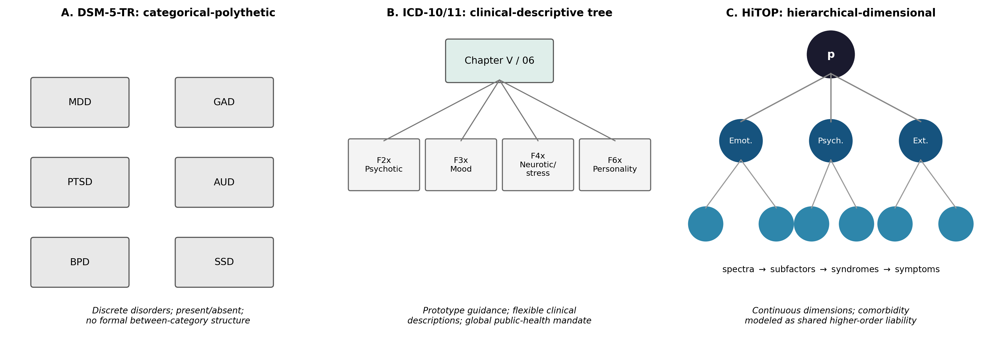 A. DSM-5-TR: categorical-polythetic
MDD
GAD
PTSD
AUD
BPD
SSD
Discrete disorders; present/absent;
no formal between-category structure
B. ICD-10/11: clinical-descriptive tree
Chapter V / 06
F2x
Psychotic
F3x
Mood
F4x
Neurotic/
stress
F6x
Personality
Prototype guidance; flexible clinical
descriptions; global public-health mandate
C. HiTOP: hierarchical-dimensional
p
Emot.
Psych.
Ext.
spectra → subfactors → syndromes → symptoms
Continuous dimensions; comorbidity
modeled as shared higher-order liability